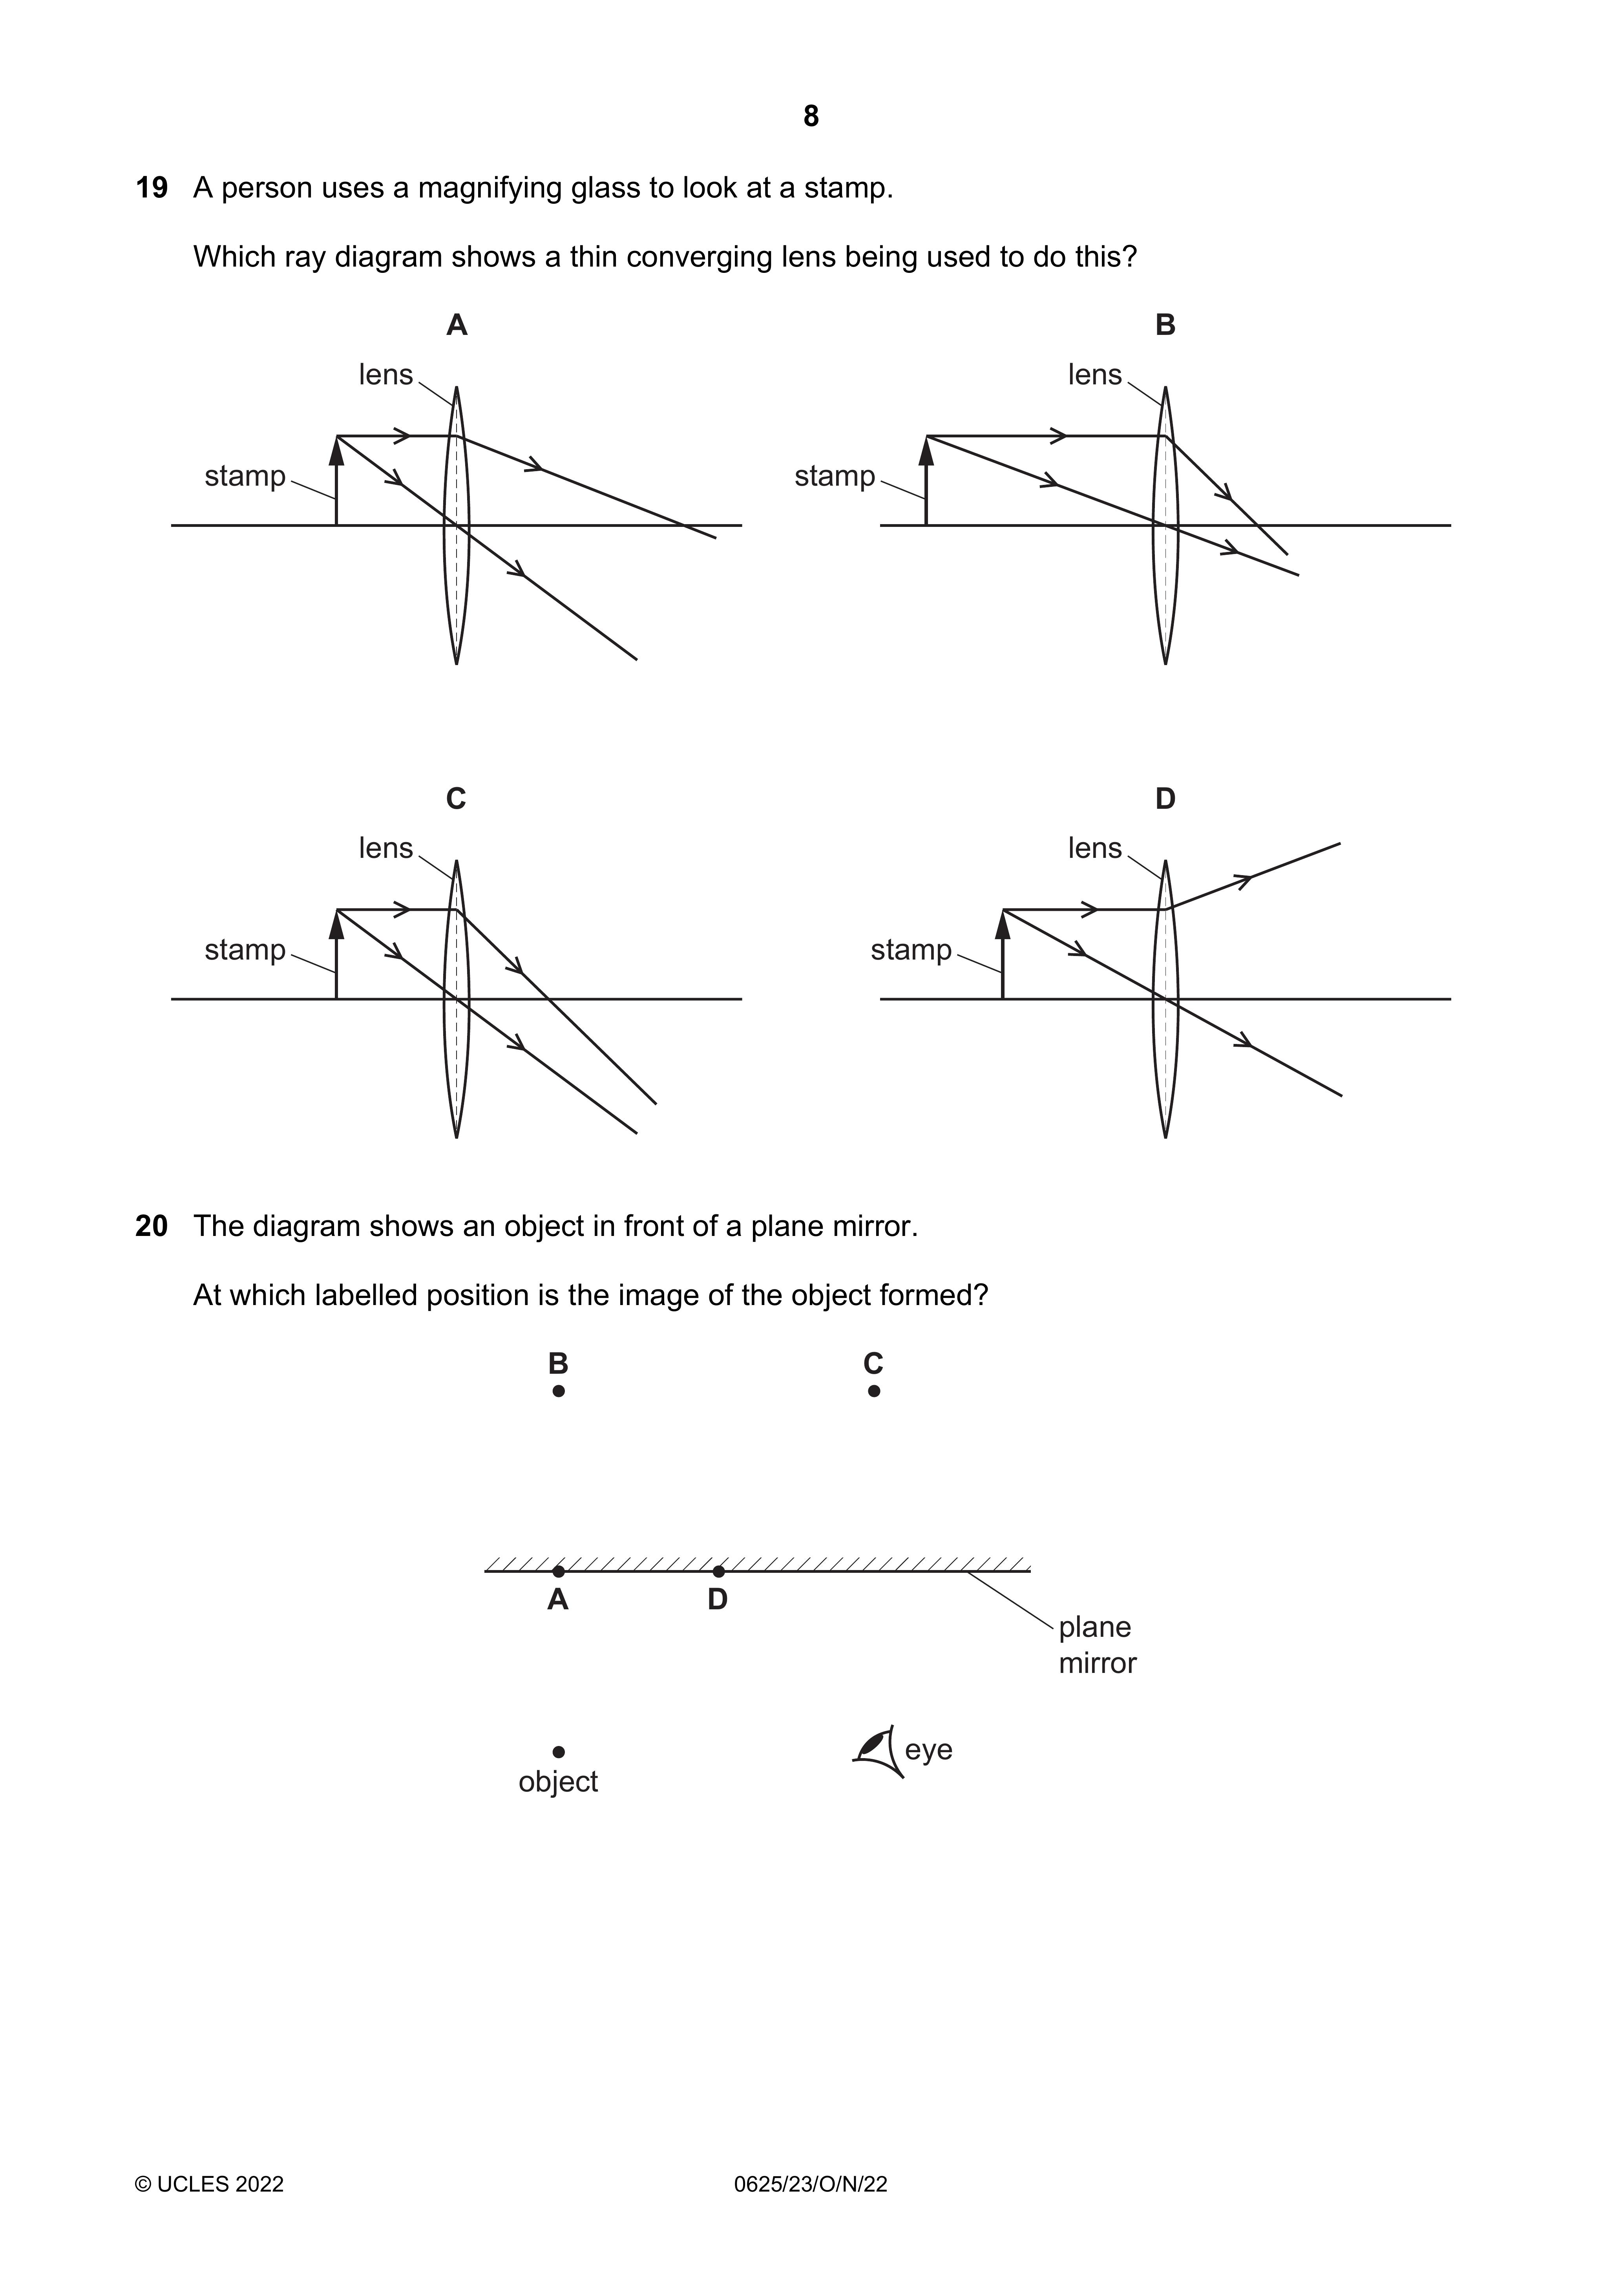 8
19 A person uses a magnifying glass to look at a stamp.
Which ray diagram shows a thin converging lens being used to do this?
A
B
lens
lens
stamp
stamp
C
D
lens
lens
stamp
stamp
20 The diagram shows an object in front of a plane mirror.
At which labelled position is the image of the object formed?
B
C
A
D
plane
mirror
eye
object
© UCLES 2022
0625/23/O/N/22